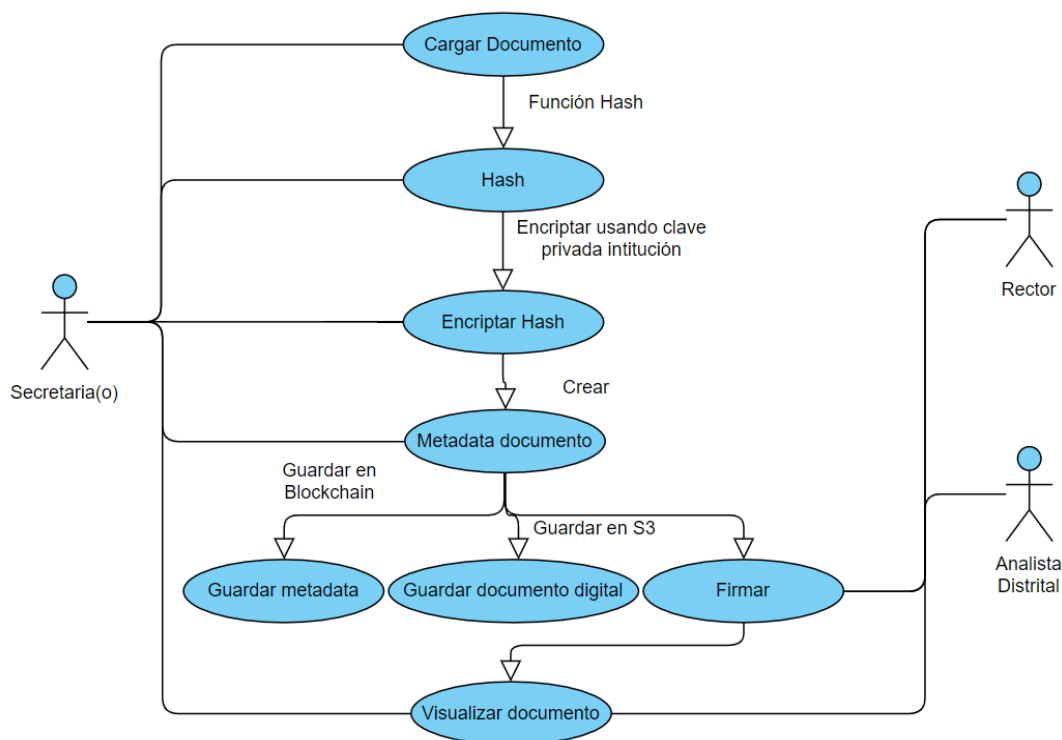 Cargar Documento
Función Hash
Hash
Encriptar usando clave
privada intitución
Rector
Encriptar Hash
Secretaria(o)
Crear
Metadata documento
Guardar en
Blockchain
Guardar en S3
Analista
Distrital
Guardar metadata
Guardar documento digital
Firmar
Visualizar documento